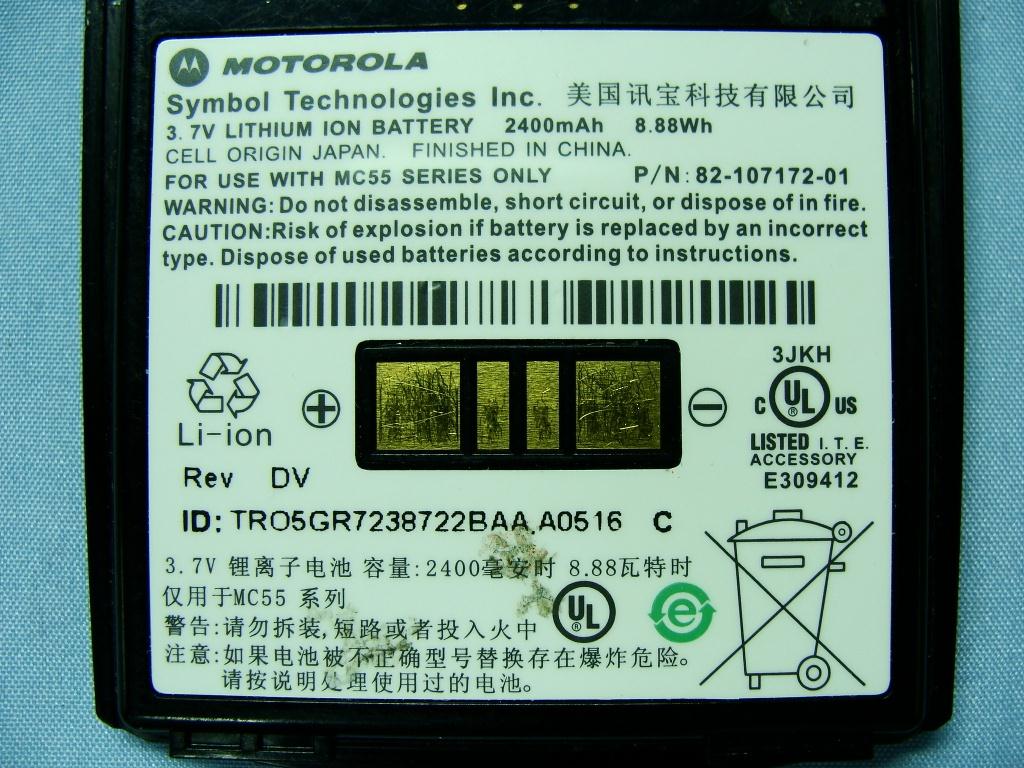 MOTOROLA
Symbol Technologies Inc. 美国讯宝科技有限公司
3.7V LITHIUM ION BATTERY 2400mAh 8.88Wh
CELL ORIGIN JAPAN. FINISHED IN CHINA.
FOR USE WITH MC55 SERIES ONLY P/N: 82-107172-01
WARNING: Do not disassemble, short circuit, or dispose of in fire.
CAUTION:Risk of explosion if battery is replaced by an incorrect
type. Dispose of used batteries according to instructions.
Li-ion
+
−
3JKH
C UL ® US
LISTED I.T.E.
ACCESSORY
E309412
Rev DV
ID: TRO5GR7238722BAA.A0516 C
3.7V 锂离子电池 容量:2400毫安时 8.88瓦特时
仅用于MC55 系列
警告:请勿拆装,短路或者投入火中
注意:如果电池被不正确型号替换存在爆炸危险。
请按说明处理使用过的电池。
UL
e